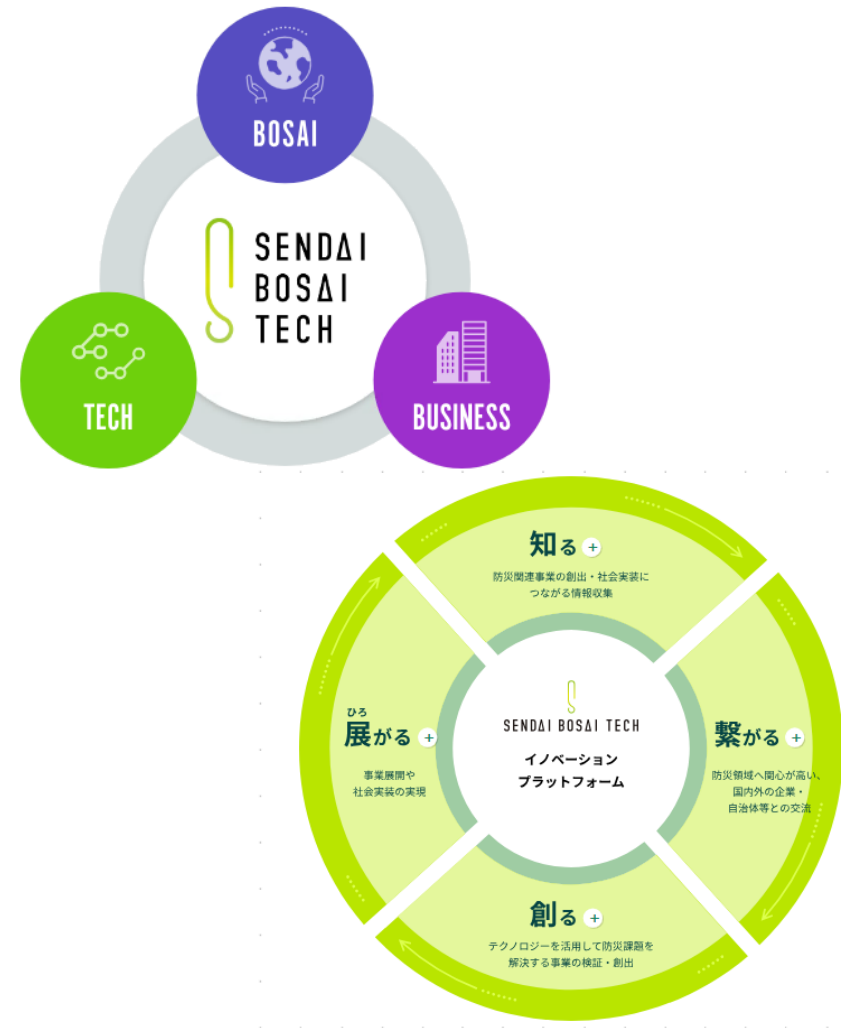 BOSAI
SENDAI
BOSAI
TECH
TECH
BUSINESS
知る +
防災関連事業の創出・社会実装に
つながる情報収集
ひろ
展がる +
事業展開や
社会実装の実現
SENDAI BOSAI TECH
イノベーション
プラットフォーム
繋がる +
防災領域へ関心が高い、
国内外の企業・
自治体等との交流
創る +
テクノロジーを活用して防災課題を
解決する事業の検証・創出